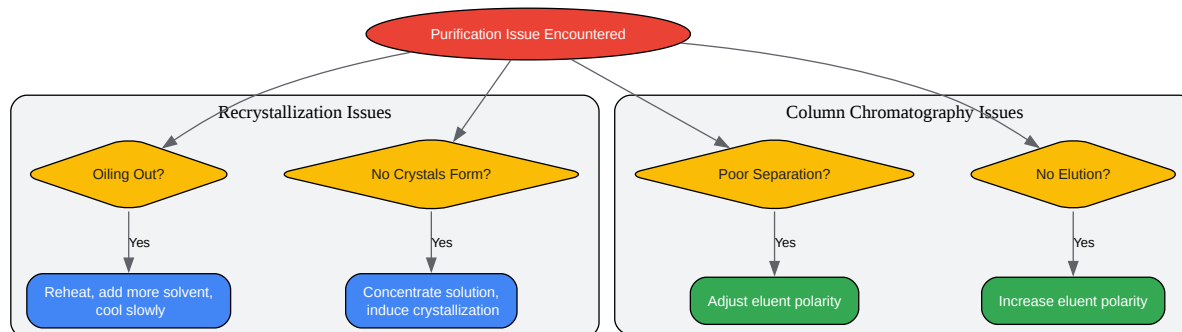 Purification Issue Encountered
Recrystallization Issues
Column Chromatography Issues
Oiling Out?
No Crystals Form?
Poor Separation?
No Elution?
Yes
Yes
Yes
Yes
Reheat, add more solvent,
cool slowly
Concentrate solution,
induce crystallization
Adjust eluent polarity
Increase eluent polarity